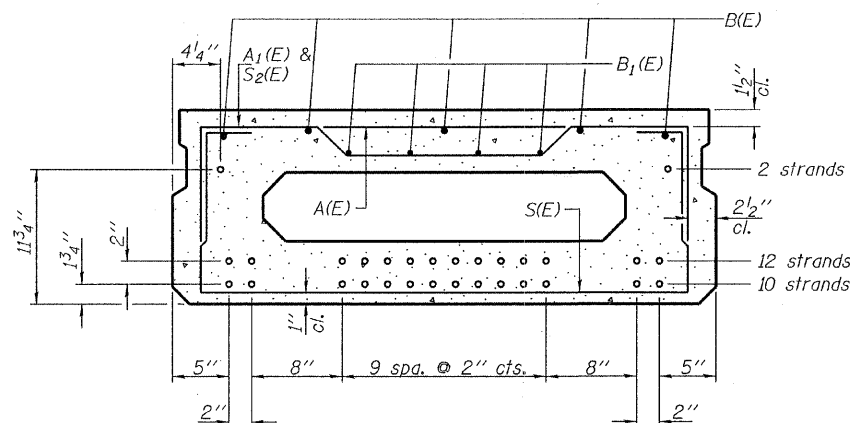 B(E)
4¼"
A₁(E) &
S₂(E)
B₁(E)
1½"
cl.
2 strands
11¾"
2"
1¾"
A(E)
S(E)
2½"
cl.
12 strands
10 strands
1"
cl.
5"
8"
9 spa. @ 2" cts.
8"
5"
2"
2"